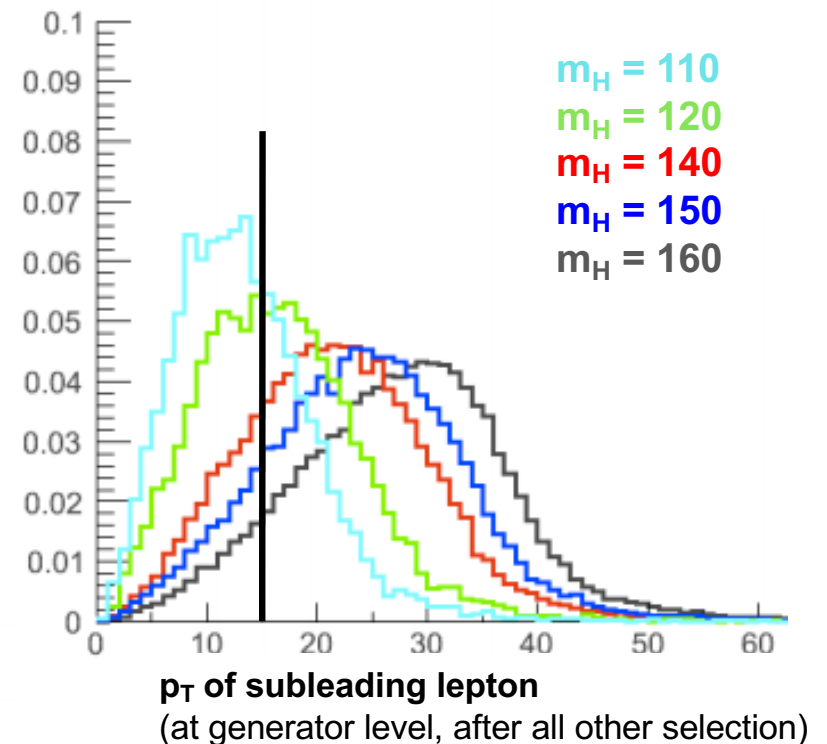 0.1
0.09
0.08
0.07
0.06
0.05
0.04
0.03
0.02
0.01
0
m_H = 110
m_H = 120
m_H = 140
m_H = 150
m_H = 160
0 10 20 30 40 50 60
p_T of subleading lepton
(at generator level, after all other selection)